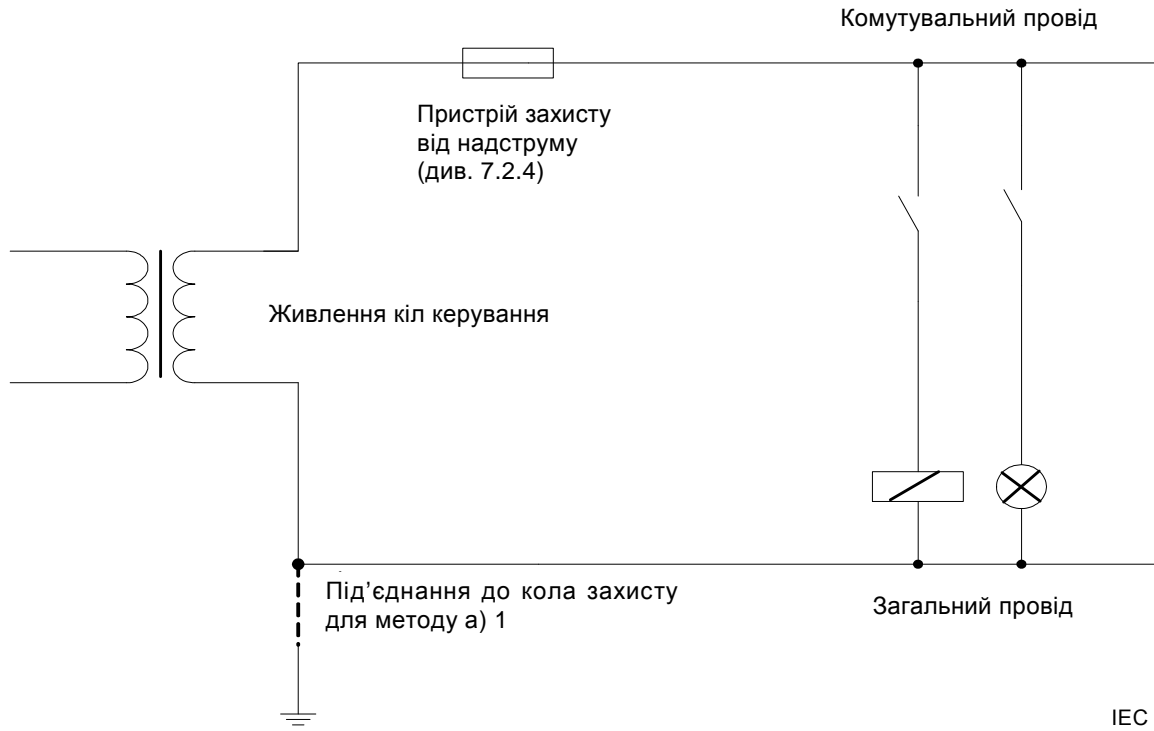 Комутувальний провід
Пристрій захисту
від надструму
(див. 7.2.4)
Живлення кіл керування
Під’єднання до кола захисту
для методу а) 1
Загальний провід
IEC